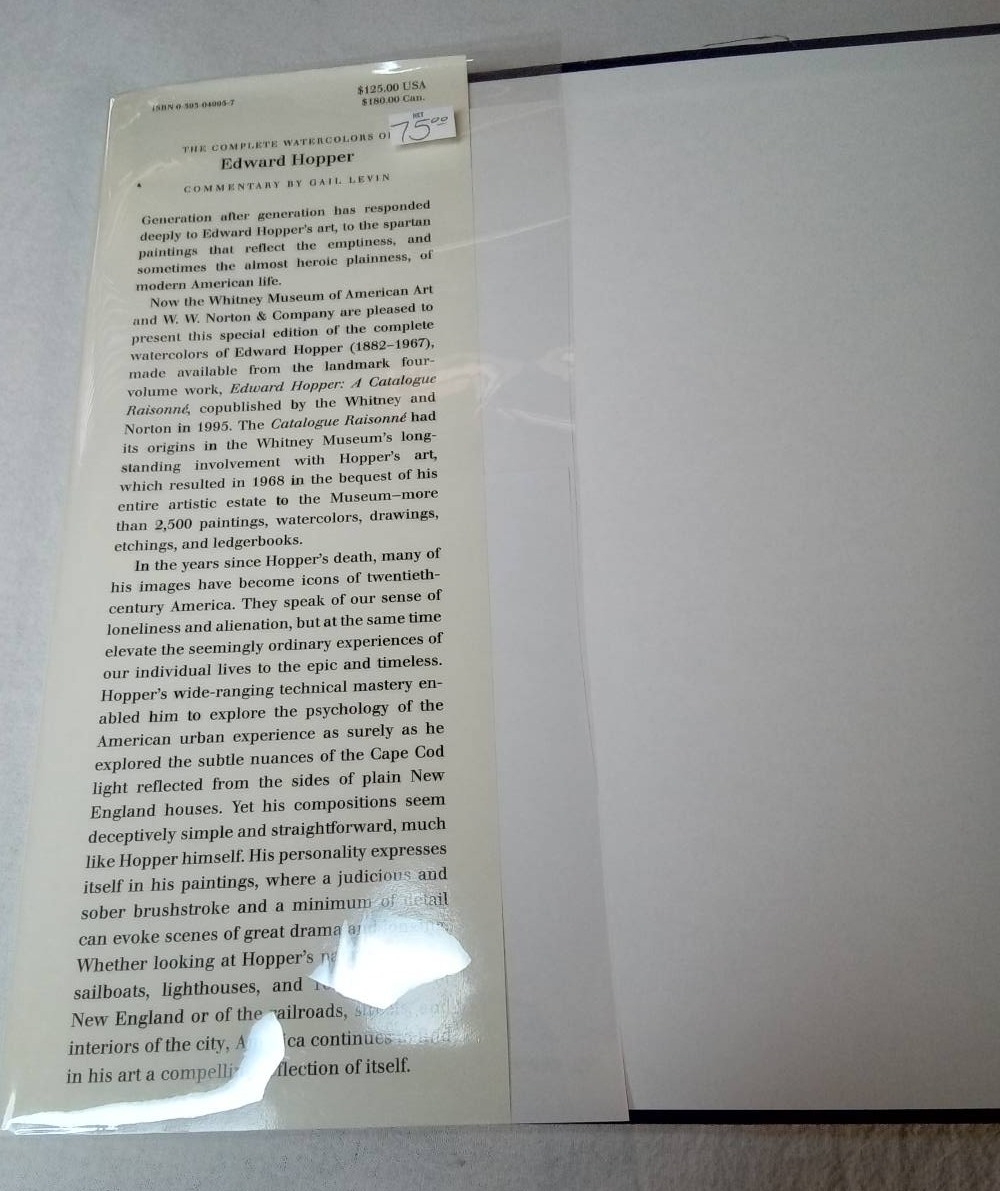 ISBN 0-393-04995-7
$125.00 USA
$180.00 Can.
NET
75⁰⁰
THE COMPLETE WATERCOLORS
Edward Hopper
COMMENTARY BY GAIL LEVIN
Generation after generation has responded
deeply to Edward Hopper's art, to the spartan
paintings that reflect the emptiness, and
sometimes the almost heroic plainness, of
modern American life.
Now the Whitney Museum of American Art
and W. W. Norton & Company are pleased to
present this special edition of the complete
watercolors of Edward Hopper (1882–1967),
made available from the landmark four-
volume work, Edward Hopper: A Catalogue
Raisonné, copublished by the Whitney and
Norton in 1995. The Catalogue Raisonné had
its origins in the Whitney Museum's long-
standing involvement with Hopper's art,
which resulted in 1968 in the bequest of his
entire artistic estate to the Museum—more
than 2,500 paintings, watercolors, drawings,
etchings, and ledgerbooks.
In the years since Hopper's death, many of
his images have become icons of twentieth-
century America. They speak of our sense of
loneliness and alienation, but at the same time
elevate the seemingly ordinary experiences of
our individual lives to the epic and timeless.
Hopper's wide-ranging technical mastery en-
abled him to explore the psychology of the
American urban experience as surely as he
explored the subtle nuances of the Cape Cod
light reflected from the sides of plain New
England houses. Yet his compositions seem
deceptively simple and straightforward, much
like Hopper himself. His personality expresses
itself in his paintings, where a judicious and
sober brushstroke and a minimum of detail
can evoke scenes of great drama and
Whether looking at Hopper's
sailboats, lighthouses, and
New England or of the railroads,
interiors of the city, continues
in his art a of itself.